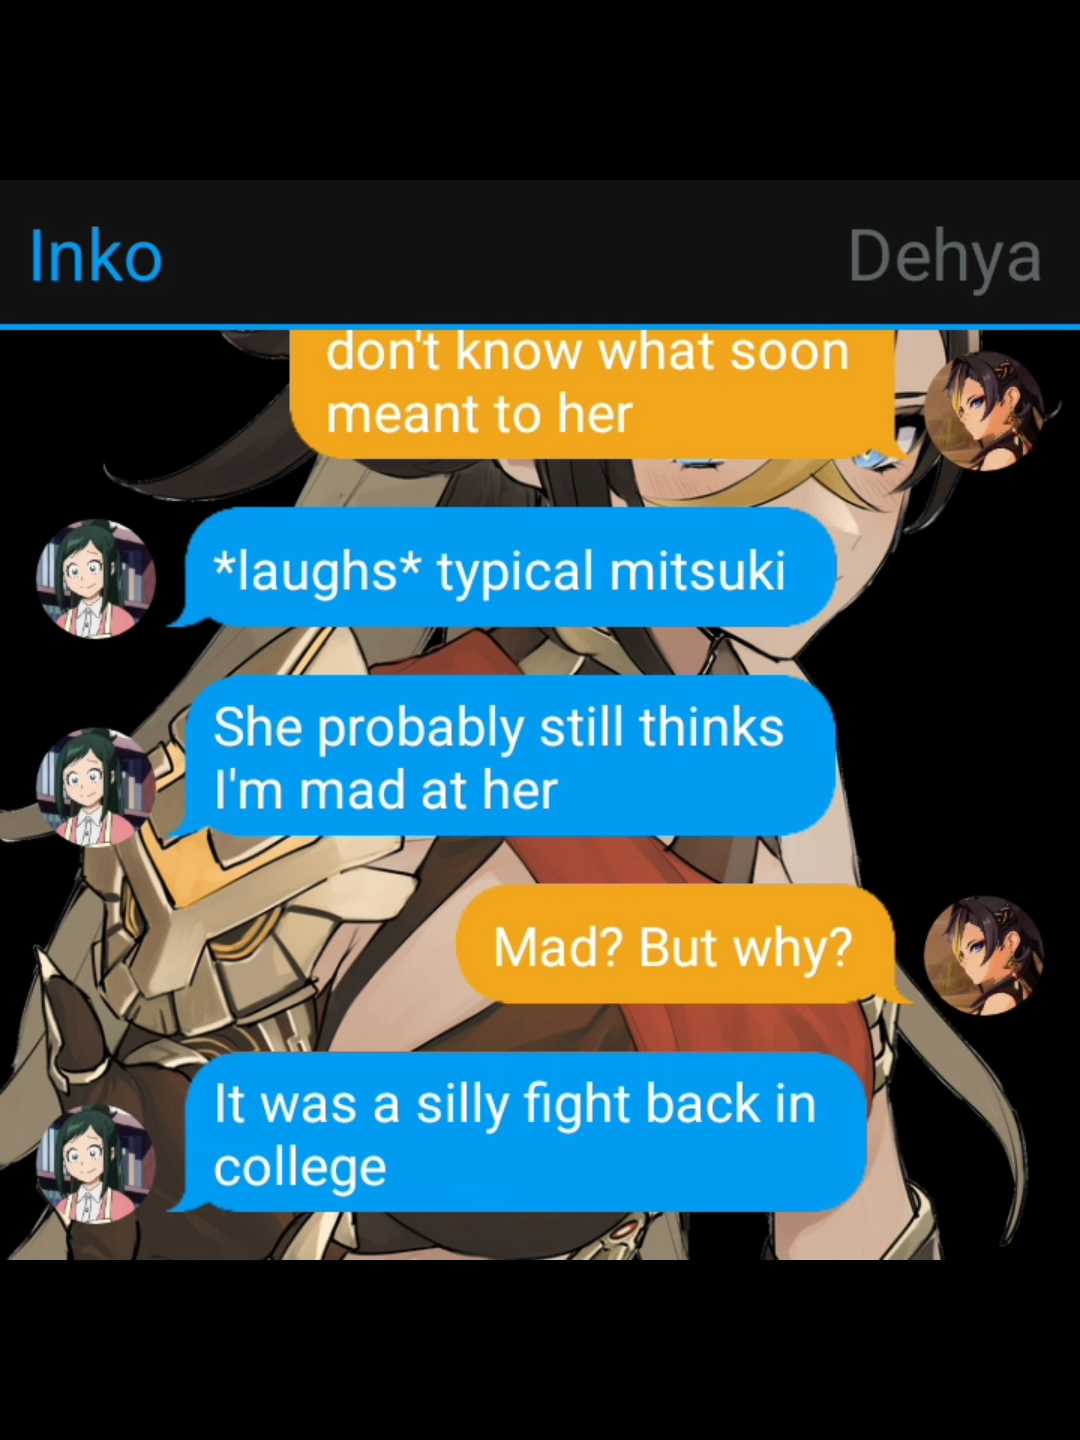 Inko
Dehya
don't know what soon
meant to her
*laughs* typical mitsuki
She probably still thinks
I'm mad at her
Mad? But why?
It was a silly fight back in
college